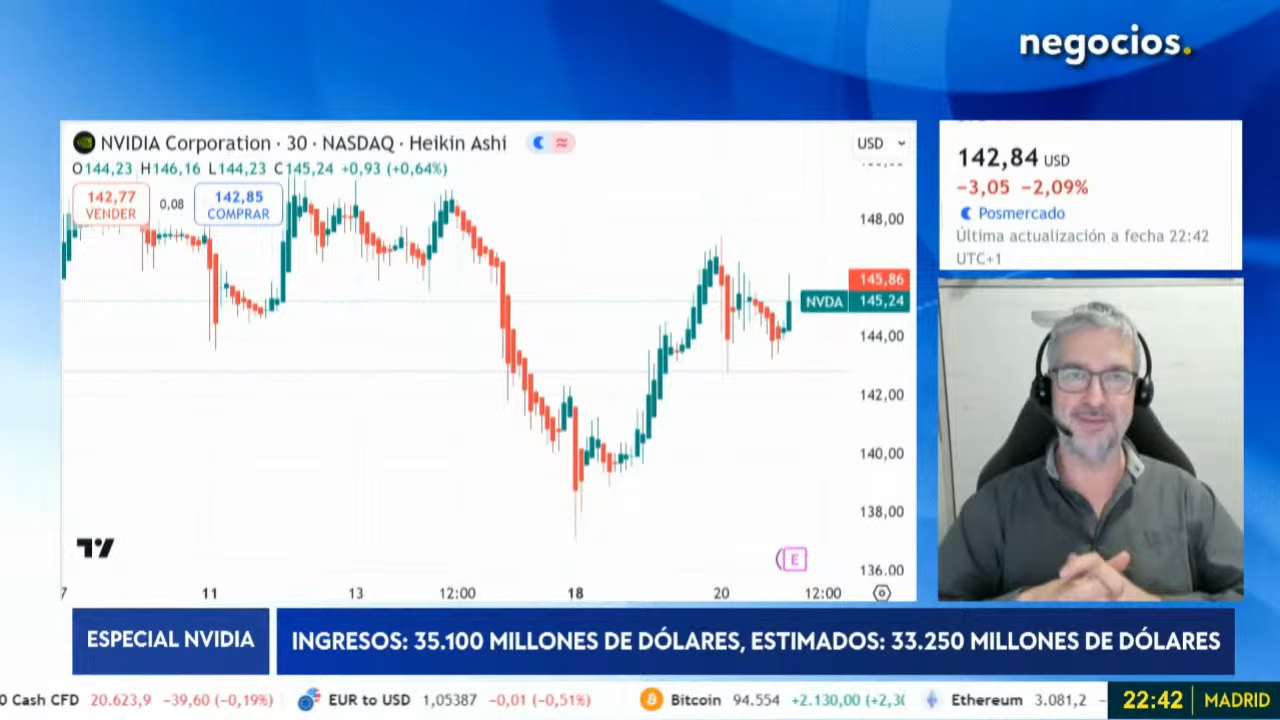 negocios.
NVIDIA Corporation · 30 · NASDAQ · Heikin Ashi
USD
O144,23 H146,16 L144,23 C145,24 +0,93 (+0,64%)
142,77
VENDER
0,08
142,85
COMPRAR
148,00
145,86
NVDA 145,24
144,00
142,00
140,00
138,00
136.00
E
7 11 13 12:00 18 20 12:00
142,84 USD
−3,05 −2,09%
Posmercado
Última actualización a fecha 22:42
UTC+1
ESPECIAL NVIDIA
INGRESOS: 35.100 MILLONES DE DÓLARES, ESTIMADOS: 33.250 MILLONES DE DÓLARES
0 Cash CFD 20.623,9 −39,60 (−0,19%) EUR to USD 1,05387 −0,01 (−0,51%) Bitcoin 94.554 +2.130,00 (+2,3 Ethereum 3.081,2 − 22:42 MADRID